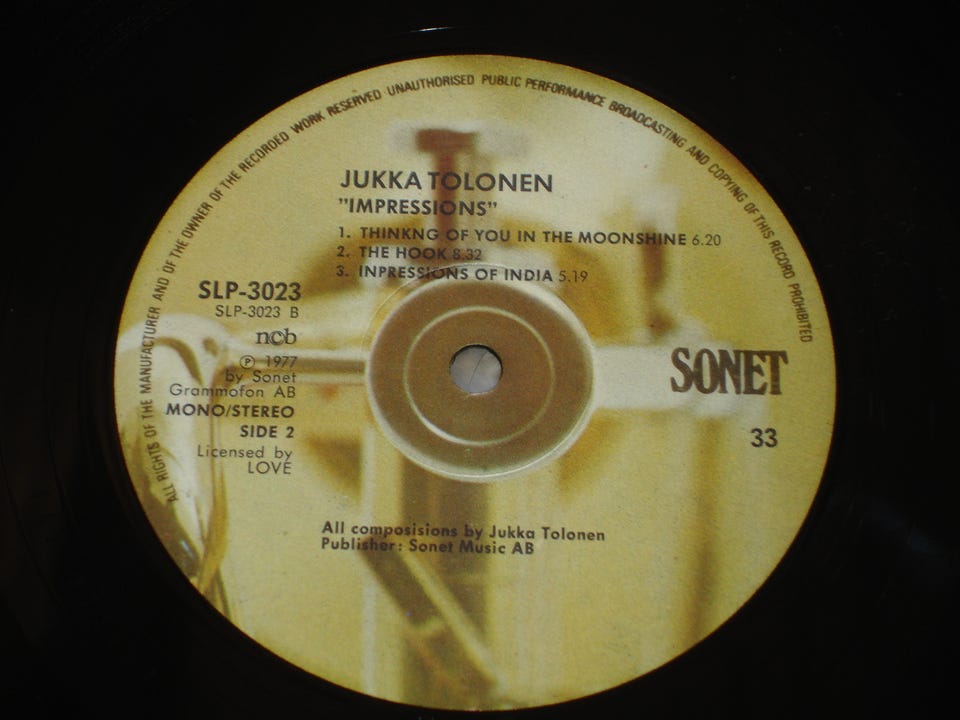 ALL RIGHTS OF THE MANUFACTURER AND OF THE OWNER OF THE RECORDED WORK RESERVED UNAUTHORISED PUBLIC PERFORMANCE BROADCASTING AND COPYING OF THIS RECORD PROHIBITED
JUKKA TOLONEN
”IMPRESSIONS”
1. THINKNG OF YOU IN THE MOONSHINE 6.20
2. THE HOOK 8.32
3. INPRESSIONS OF INDIA 5.19
SLP-3023
SLP-3023 B
ncb
Ⓟ 1977
by Sonet
Grammofon AB
MONO/STEREO
SIDE 2
Licensed by
LOVE
SONET
33
All composisions by Jukka Tolonen
Publisher: Sonet Music AB